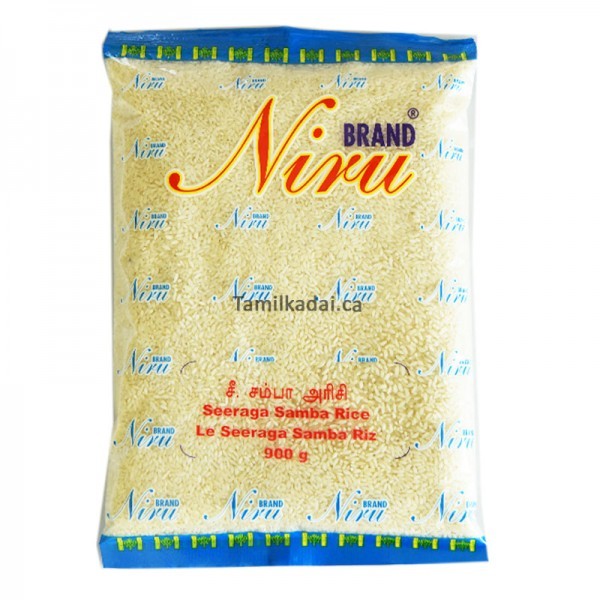 Niru BRAND®
Tamilkadai.ca
சீ. சம்பா அரிசி
Seeraga Samba Rice
Le Seeraga Samba Riz
900 g